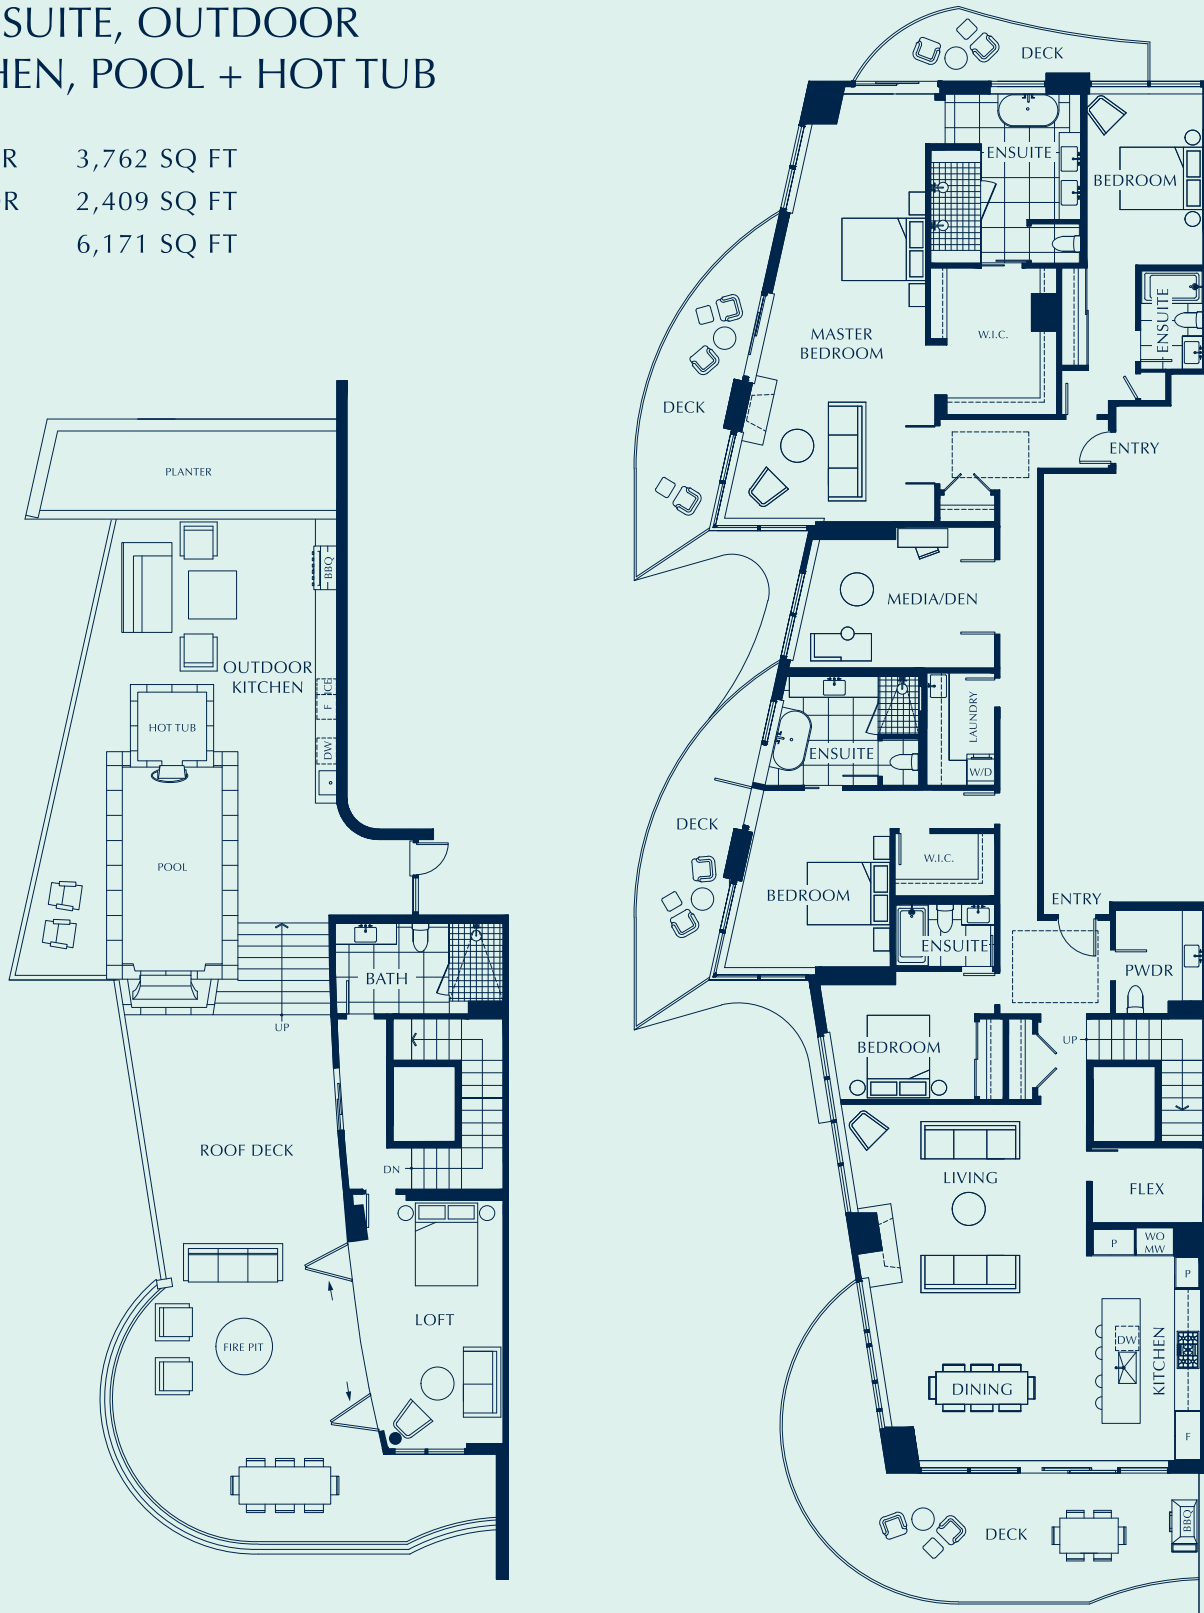 SUITE, OUTDOOR
HEN, POOL + HOT TUB
R 3,762 SQ FT
OR 2,409 SQ FT
6,171 SQ FT
PLANTER
BBQ
OUTDOOR
KITCHEN
ICE
F
HOT TUB
DW
POOL
BATH
UP
ROOF DECK
DN
LOFT
FIRE PIT
DECK
ENSUITE
BEDROOM
MASTER
BEDROOM
W.I.C.
ENSUITE
DECK
ENTRY
MEDIA/DEN
LAUNDRY
ENSUITE
W/D
DECK
W.I.C.
BEDROOM
ENTRY
ENSUITE
PWDR
BEDROOM
UP
LIVING
FLEX
P
WO
MW
P
DW
KITCHEN
DINING
F
DECK
BBQ